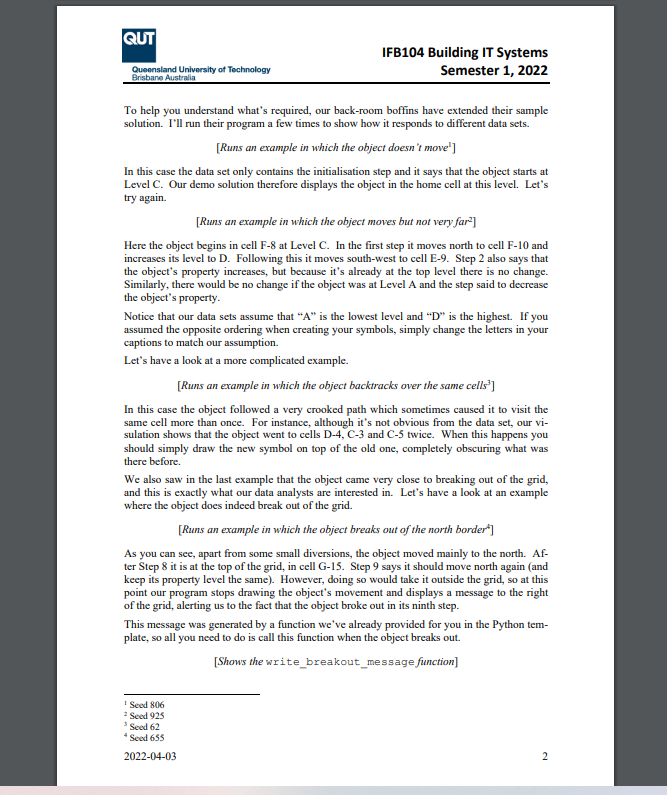 QUT
Queensland University of Technology
Brisbane Australia
IFB104 Building IT Systems
Semester 1, 2022
To help you understand what's required, our back-room boffins have extended their sample
solution. I'll run their program a few times to show how it responds to different data sets.
[Runs an example in which the object doesn't move1]
In this case the data set only contains the initialisation step and it says that the object starts at
Level C. Our demo solution therefore displays the object in the home cell at this level. Let's
try again.
[Runs an example in which the object moves but not very far2]
Here the object begins in cell F-8 at Level C. In the first step it moves north to cell F-10 and
increases its level to D. Following this it moves south-west to cell E-9. Step 2 also says that
the object's property increases, but because it's already at the top level there is no change.
Similarly, there would be no change if the object was at Level A and the step said to decrease
the object's property.
Notice that our data sets assume that "A" is the lowest level and "D" is the highest. If you
assumed the opposite ordering when creating your symbols, simply change the letters in your
captions to match our assumption.
Let's have a look at a more complicated example.
[Runs an example in which the object backtracks over the same cells3]
In this case the object followed a very crooked path which sometimes caused it to visit the
same cell more than once. For instance, although it's not obvious from the data set, our vi-
sulation shows that the object went to cells D-4, C-3 and C-5 twice. When this happens you
should simply draw the new symbol on top of the old one, completely obscuring what was
there before.
We also saw in the last example that the object came very close to breaking out of the grid,
and this is exactly what our data analysts are interested in. Let's have a look at an example
where the object does indeed break out of the grid.
[Runs an example in which the object breaks out of the north border4]
As you can see, apart from some small diversions, the object moved mainly to the north. Af-
ter Step 8 it is at the top of the grid, in cell G-15. Step 9 says it should move north again (and
keep its property level the same). However, doing so would take it outside the grid, so at this
point our program stops drawing the object's movement and displays a message to the right
of the grid, alerting us to the fact that the object broke out in its ninth step.
This message was generated by a function we've already provided for you in the Python tem-
plate, so all you need to do is call this function when the object breaks out.
[Shows the write_breakout_message function]
1 Seed 806
2 Seed 925
3 Seed 62
4 Seed 655
2022-04-03
2